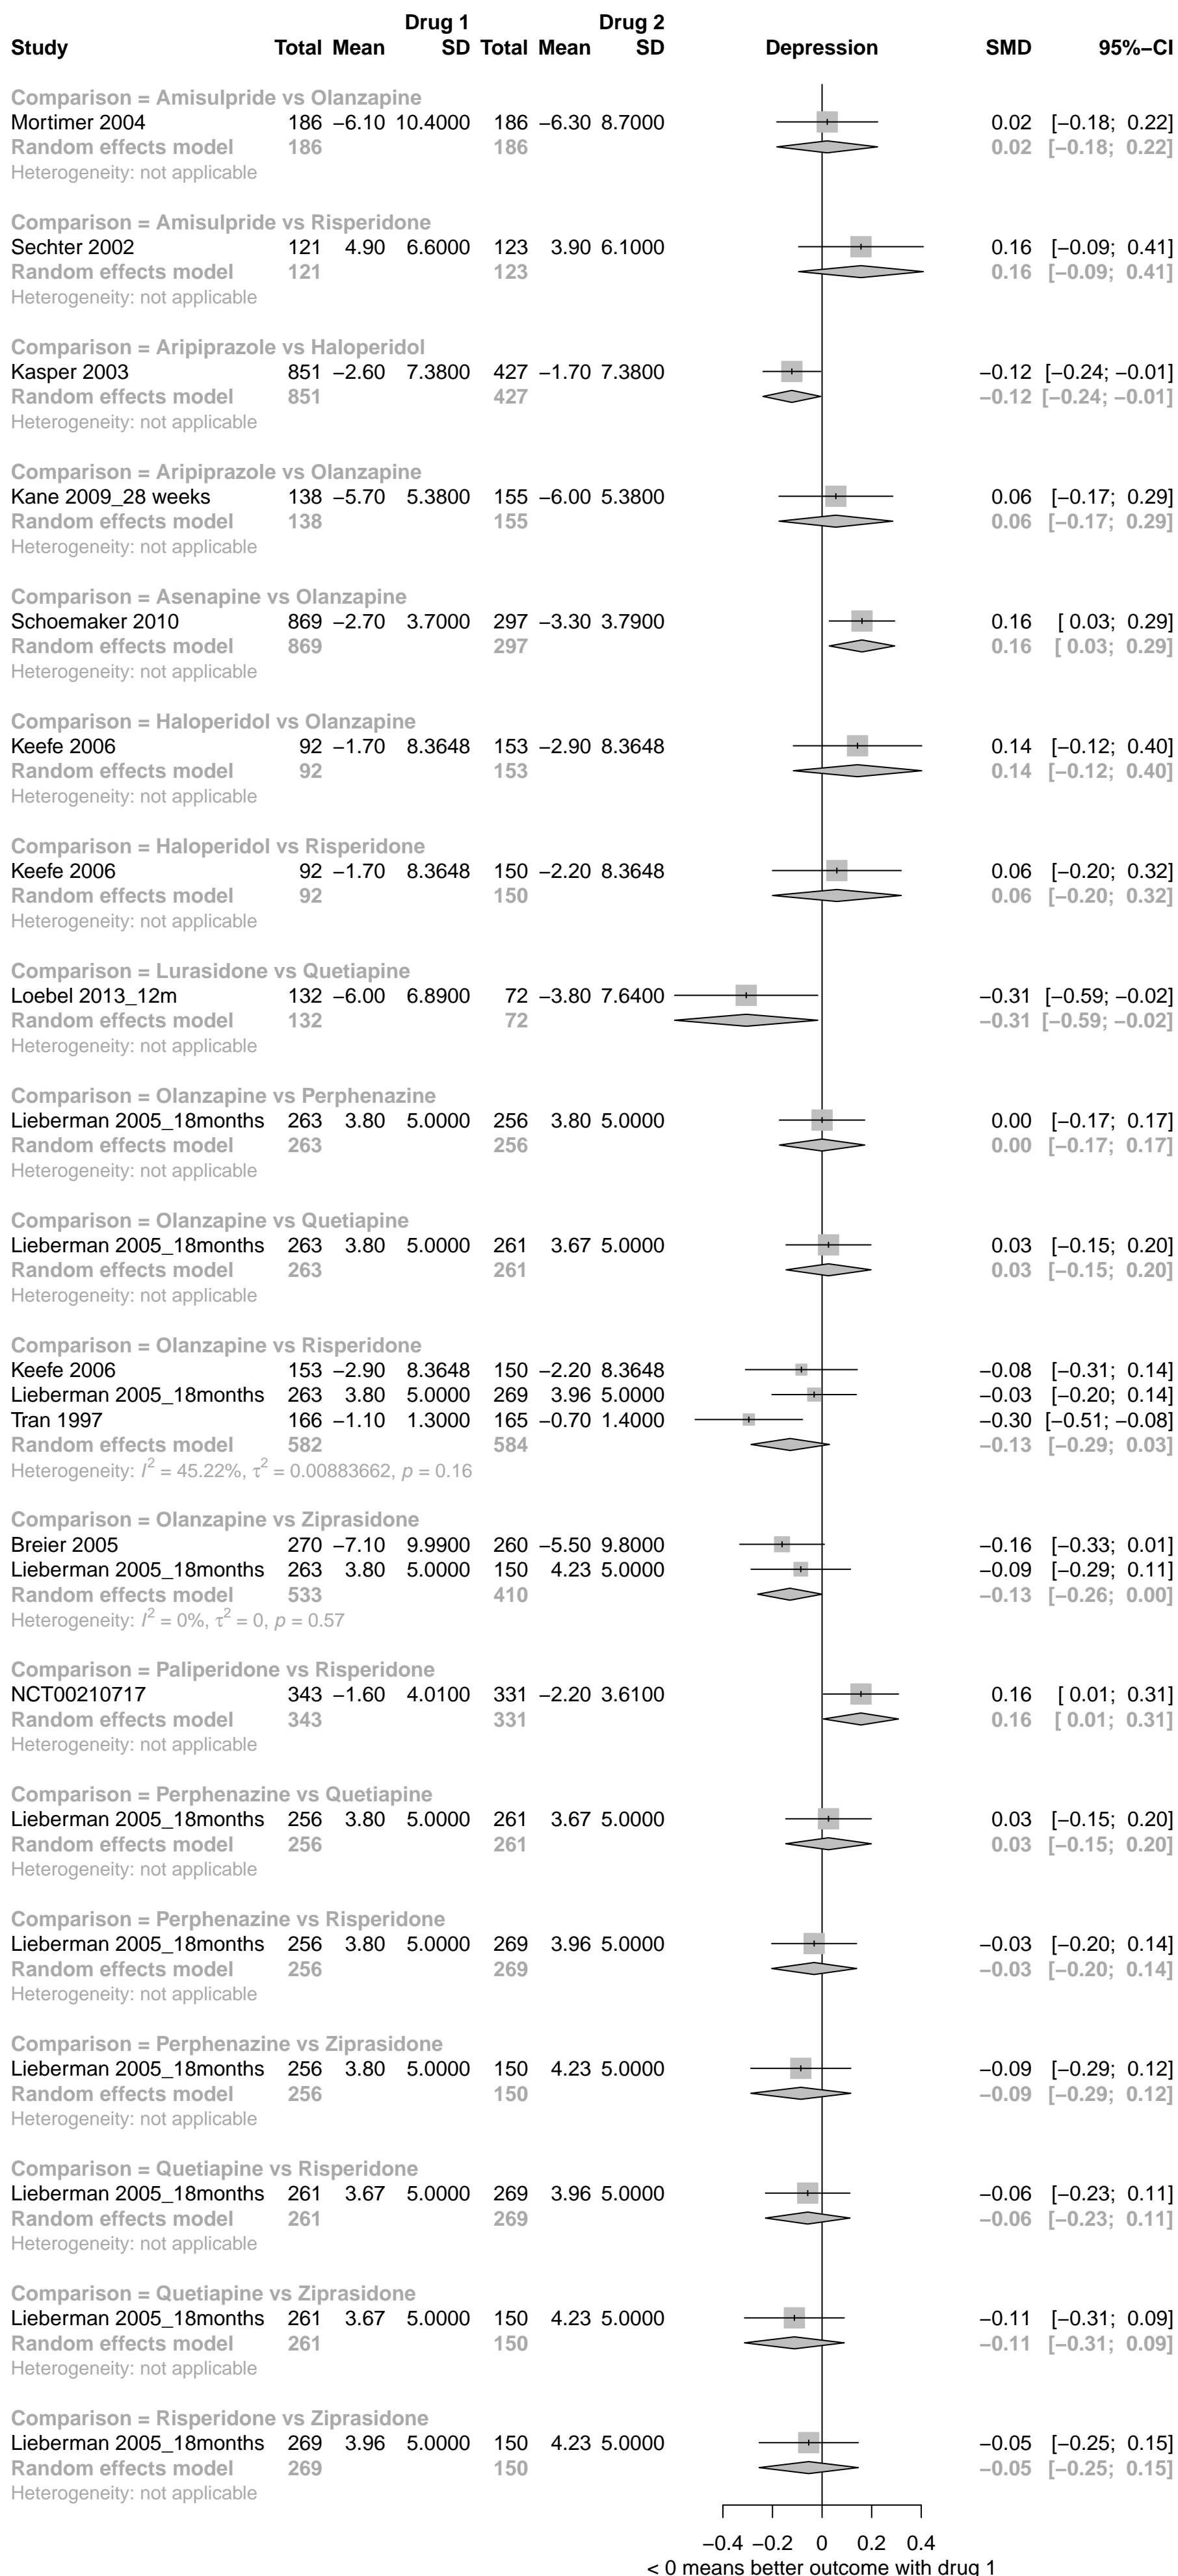 Drug 1 Drug 2
Study Total Mean SD Total Mean SD Depression SMD 95%−CI
Comparison = Amisulpride vs Olanzapine
Mortimer 2004 186 −6.10 10.4000 186 −6.30 8.7000 0.02 [−0.18; 0.22]
Random effects model 186 186 0.02 [−0.18; 0.22]
Heterogeneity: not applicable
Comparison = Amisulpride vs Risperidone
Sechter 2002 121 4.90 6.6000 123 3.90 6.1000 0.16 [−0.09; 0.41]
Random effects model 121 123 0.16 [−0.09; 0.41]
Heterogeneity: not applicable
Comparison = Aripiprazole vs Haloperidol
Kasper 2003 851 −2.60 7.3800 427 −1.70 7.3800 −0.12 [−0.24; −0.01]
Random effects model 851 427 −0.12 [−0.24; −0.01]
Heterogeneity: not applicable
Comparison = Aripiprazole vs Olanzapine
Kane 2009_28 weeks 138 −5.70 5.3800 155 −6.00 5.3800 0.06 [−0.17; 0.29]
Random effects model 138 155 0.06 [−0.17; 0.29]
Heterogeneity: not applicable
Comparison = Asenapine vs Olanzapine
Schoemaker 2010 869 −2.70 3.7000 297 −3.30 3.7900 0.16 [ 0.03; 0.29]
Random effects model 869 297 0.16 [ 0.03; 0.29]
Heterogeneity: not applicable
Comparison = Haloperidol vs Olanzapine
Keefe 2006 92 −1.70 8.3648 153 −2.90 8.3648 0.14 [−0.12; 0.40]
Random effects model 92 153 0.14 [−0.12; 0.40]
Heterogeneity: not applicable
Comparison = Haloperidol vs Risperidone
Keefe 2006 92 −1.70 8.3648 150 −2.20 8.3648 0.06 [−0.20; 0.32]
Random effects model 92 150 0.06 [−0.20; 0.32]
Heterogeneity: not applicable
Comparison = Lurasidone vs Quetiapine
Loebel 2013_12m 132 −6.00 6.8900 72 −3.80 7.6400 −0.31 [−0.59; −0.02]
Random effects model 132 72 −0.31 [−0.59; −0.02]
Heterogeneity: not applicable
Comparison = Olanzapine vs Perphenazine
Lieberman 2005_18months 263 3.80 5.0000 256 3.80 5.0000 0.00 [−0.17; 0.17]
Random effects model 263 256 0.00 [−0.17; 0.17]
Heterogeneity: not applicable
Comparison = Olanzapine vs Quetiapine
Lieberman 2005_18months 263 3.80 5.0000 261 3.67 5.0000 0.03 [−0.15; 0.20]
Random effects model 263 261 0.03 [−0.15; 0.20]
Heterogeneity: not applicable
Comparison = Olanzapine vs Risperidone
Keefe 2006 153 −2.90 8.3648 150 −2.20 8.3648 −0.08 [−0.31; 0.14]
Lieberman 2005_18months 263 3.80 5.0000 269 3.96 5.0000 −0.03 [−0.20; 0.14]
Tran 1997 166 −1.10 1.3000 165 −0.70 1.4000 −0.30 [−0.51; −0.08]
Random effects model 582 584 −0.13 [−0.29; 0.03]
Heterogeneity: I² = 45.22%, τ² = 0.00883662, p = 0.16
Comparison = Olanzapine vs Ziprasidone
Breier 2005 270 −7.10 9.9900 260 −5.50 9.8000 −0.16 [−0.33; 0.01]
Lieberman 2005_18months 263 3.80 5.0000 150 4.23 5.0000 −0.09 [−0.29; 0.11]
Random effects model 533 410 −0.13 [−0.26; 0.00]
Heterogeneity: I² = 0%, τ² = 0, p = 0.57
Comparison = Paliperidone vs Risperidone
NCT00210717 343 −1.60 4.0100 331 −2.20 3.6100 0.16 [ 0.01; 0.31]
Random effects model 343 331 0.16 [ 0.01; 0.31]
Heterogeneity: not applicable
Comparison = Perphenazine vs Quetiapine
Lieberman 2005_18months 256 3.80 5.0000 261 3.67 5.0000 0.03 [−0.15; 0.20]
Random effects model 256 261 0.03 [−0.15; 0.20]
Heterogeneity: not applicable
Comparison = Perphenazine vs Risperidone
Lieberman 2005_18months 256 3.80 5.0000 269 3.96 5.0000 −0.03 [−0.20; 0.14]
Random effects model 256 269 −0.03 [−0.20; 0.14]
Heterogeneity: not applicable
Comparison = Perphenazine vs Ziprasidone
Lieberman 2005_18months 256 3.80 5.0000 150 4.23 5.0000 −0.09 [−0.29; 0.12]
Random effects model 256 150 −0.09 [−0.29; 0.12]
Heterogeneity: not applicable
Comparison = Quetiapine vs Risperidone
Lieberman 2005_18months 261 3.67 5.0000 269 3.96 5.0000 −0.06 [−0.23; 0.11]
Random effects model 261 269 −0.06 [−0.23; 0.11]
Heterogeneity: not applicable
Comparison = Quetiapine vs Ziprasidone
Lieberman 2005_18months 261 3.67 5.0000 150 4.23 5.0000 −0.11 [−0.31; 0.09]
Random effects model 261 150 −0.11 [−0.31; 0.09]
Heterogeneity: not applicable
Comparison = Risperidone vs Ziprasidone
Lieberman 2005_18months 269 3.96 5.0000 150 4.23 5.0000 −0.05 [−0.25; 0.15]
Random effects model 269 150 −0.05 [−0.25; 0.15]
Heterogeneity: not applicable
−0.4 −0.2 0 0.2 0.4
< 0 means better outcome with drug 1